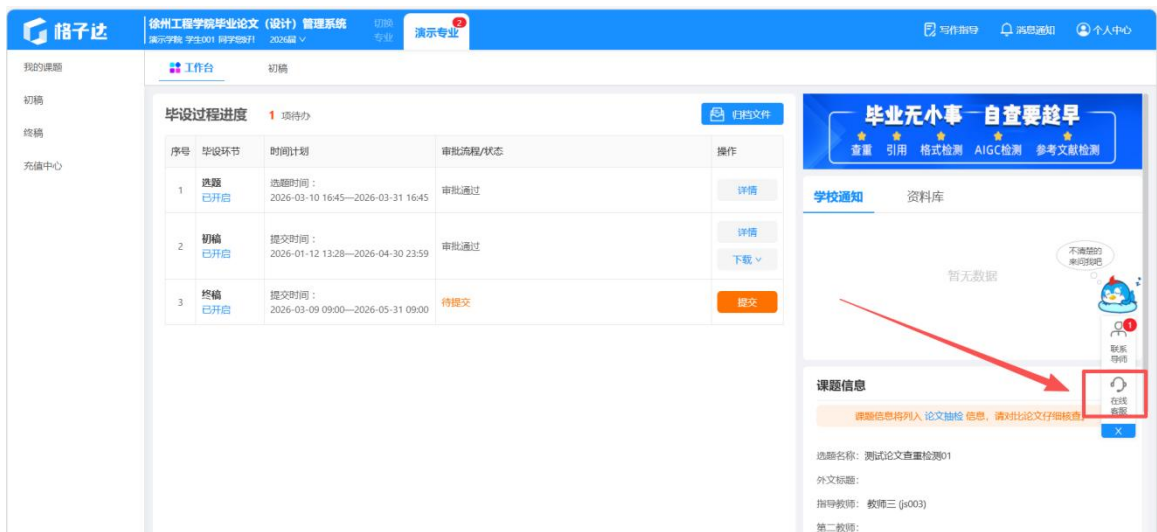 格子达
徐州工程学院毕业论文（设计）管理系统
演示学院 学生001 同学您好! 2026届
切换
专业
演示专业
2
写作指导
消息通知
个人中心
我的课题
初稿
终稿
充值中心
工作台
初稿
毕设过程进度 1 项待办
归档文件
序号 毕设环节 时间计划 审批流程/状态 操作
1 选题 选题时间： 审批通过 详情
已开启 2026-03-10 16:45—2026-03-31 16:45
2 初稿 提交时间： 审批通过 详情
已开启 2026-01-12 13:28—2026-04-30 23:59 下载
3 终稿 提交时间： 待提交 提交
已开启 2026-03-09 09:00—2026-05-31 09:00
毕业无小事 自查要趁早
查重 引用 格式检测 AIGC检测 参考文献检测
学校通知 资料库
暂无数据
不清楚的
来问我吧
1
联系
导师
在线
客服
X
课题信息
课题信息将列入 论文抽检 信息，请对比论文仔细核查
选题名称：测试论文查重检测01
外文标题：
指导教师：教师三 (js003)
第二教师：